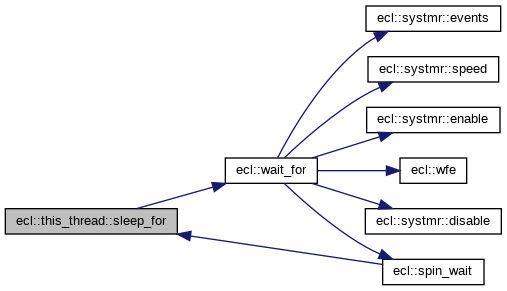 ecl::systmr::events
ecl::systmr::speed
ecl::systmr::enable
ecl::wait_for
ecl::wfe
ecl::this_thread::sleep_for
ecl::systmr::disable
ecl::spin_wait